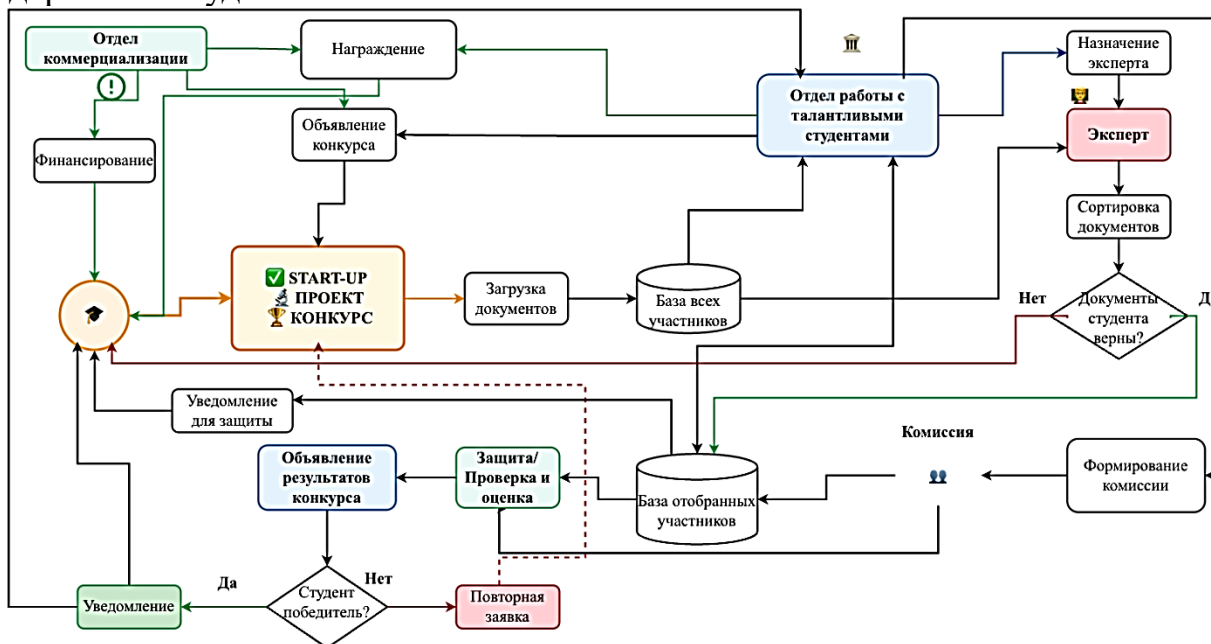 Отдел
коммерциализации
Награждение
Назначение
эксперта
Отдел работы с
талантливыми
студентами
Объявление
конкурса
Эксперт
Финансирование
Сортировка
документов
START-UP
ПРОЕКТ
КОНКУРС
Загрузка
документов
База всех
участников
Нет
Документы
студента
верны?
Уведомление
для защиты
Комиссия
Объявление
результатов
конкурса
Защита/
Проверка и
оценка
База отобранных
участников
Формирование
комиссии
Да
Нет
Уведомление
Студент
победитель?
Повторная
заявка